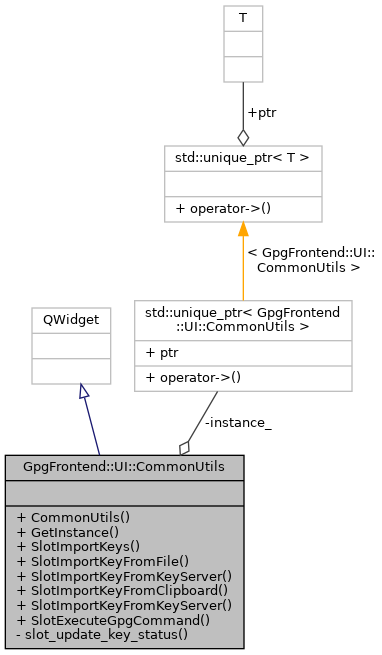 T
+ptr
std::unique_ptr< T >
+ operator->()
< GpgFrontend::UI::
CommonUtils >
std::unique_ptr< GpgFrontend
::UI::CommonUtils >
+ ptr
+ operator->()
QWidget
-instance_
GpgFrontend::UI::CommonUtils
+ CommonUtils()
+ GetInstance()
+ SlotImportKeys()
+ SlotImportKeyFromFile()
+ SlotImportKeyFromKeyServer()
+ SlotImportKeyFromClipboard()
+ SlotImportKeyFromKeyServer()
+ SlotExecuteGpgCommand()
- slot_update_key_status()